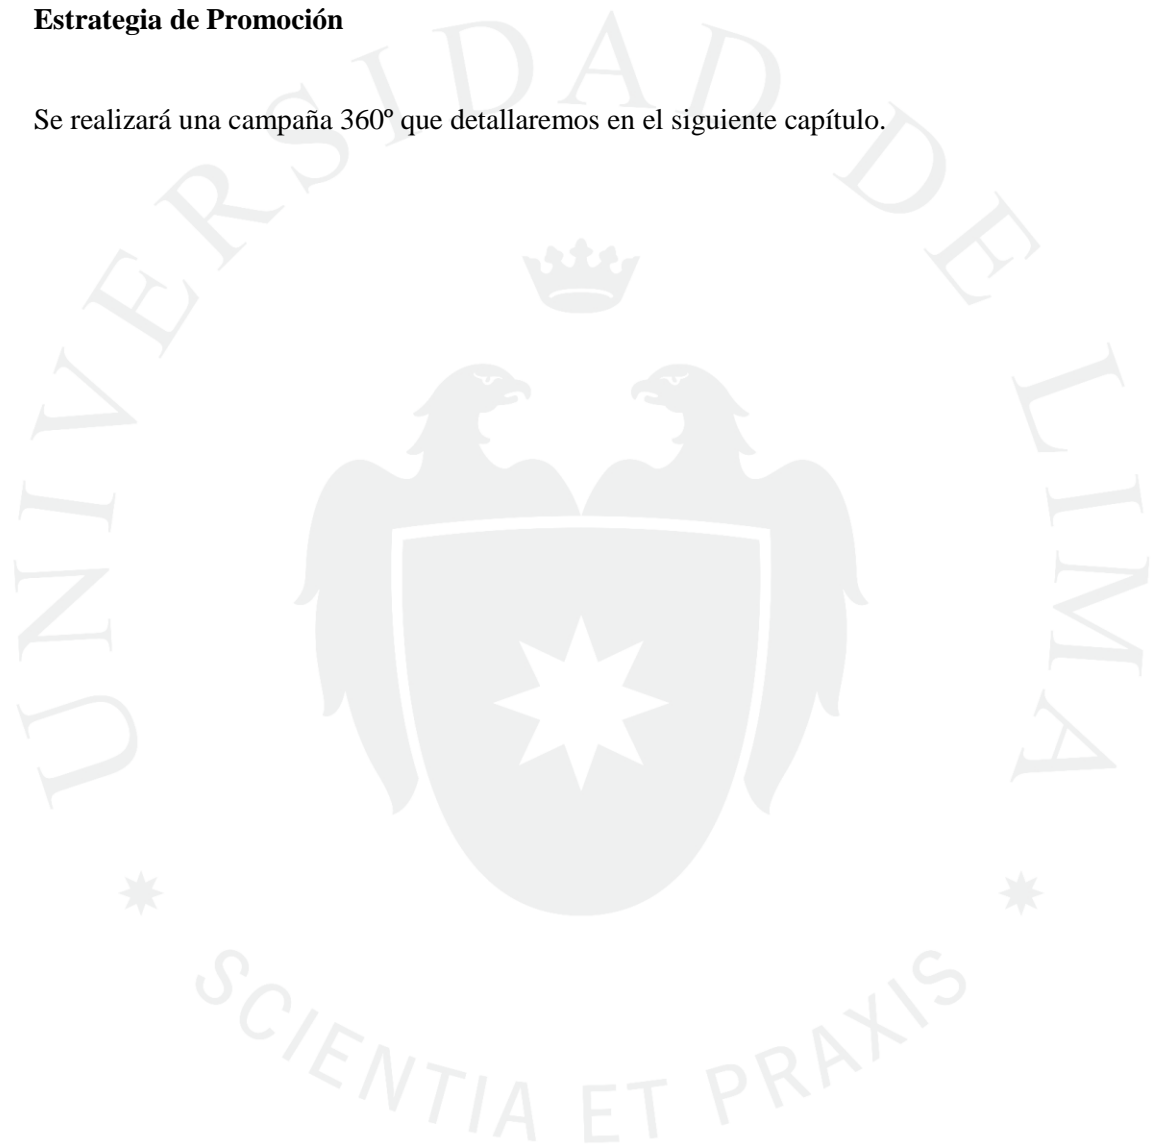 Estrategia de Promoción
Se realizará una campaña 360º que detallaremos en el siguiente capítulo.
UNIVERSIDAD DE LIMA
SCIENTIA ET PRAXIS